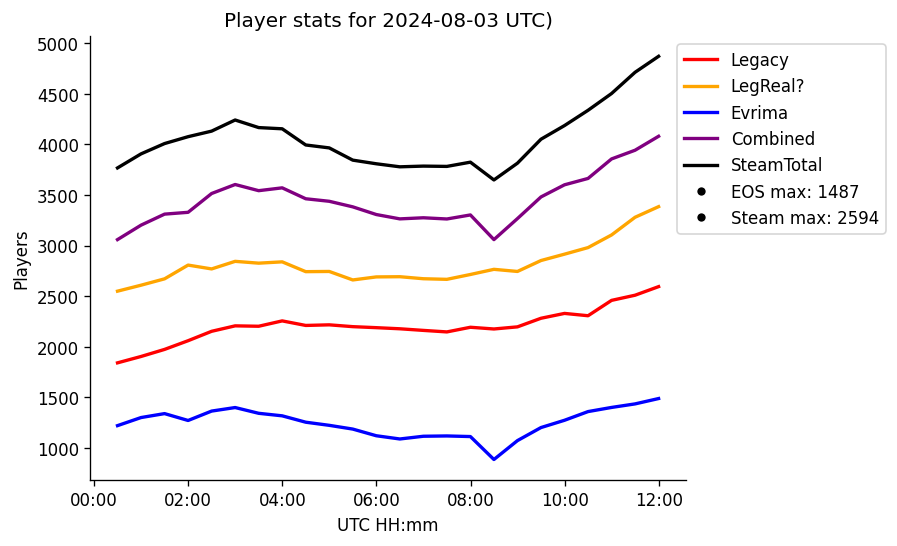 Player stats for 2024-08-03 UTC)
5000
4500
4000
3500
3000
2500
2000
1500
1000
Players
00:00 02:00 04:00 06:00 08:00 10:00 12:00
UTC HH:mm
Legacy
LegReal?
Evrima
Combined
SteamTotal
EOS max: 1487
Steam max: 2594